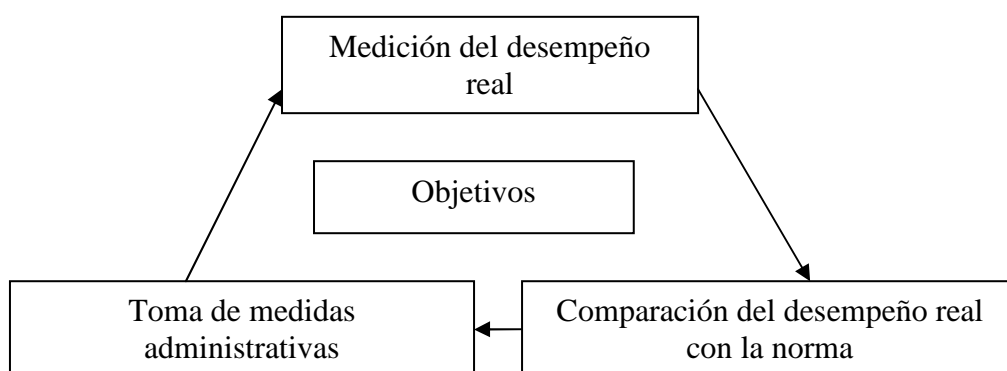 Medición del desempeño
real
Objetivos
Toma de medidas
administrativas
Comparación del desempeño real
con la norma